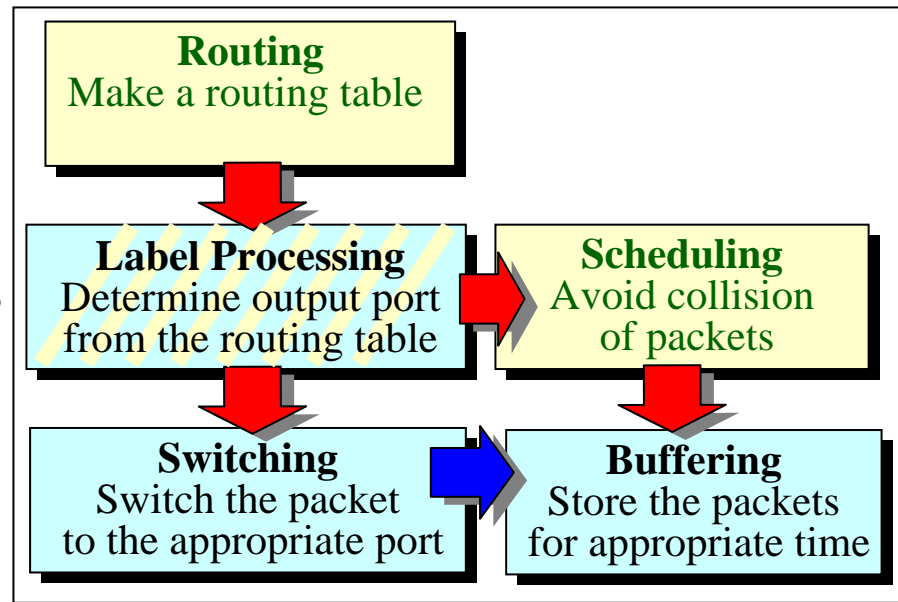 Routing
Make a routing table
Label Processing
Determine output port
from the routing table
Scheduling
Avoid collision
of packets
Switching
Switch the packet
to the appropriate port
Buffering
Store the packets
for appropriate time